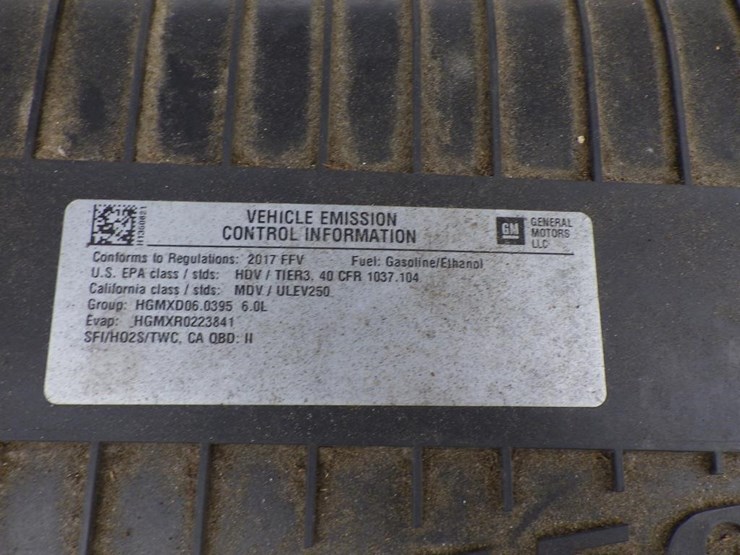 H1350821
VEHICLE EMISSION
CONTROL INFORMATION
GM
GENERAL
MOTORS
LLC
Conforms to Regulations: 2017 FFV Fuel: Gasoline/Ethanol
U.S. EPA class / stds: HDV / TIER3, 40 CFR 1037.104
California class / stds: MDV / ULEV250
Group: HGMXD06.0395 6.0L
Evap: HGMXR0223841
SFI/HO2S/TWC, CA OBD: II